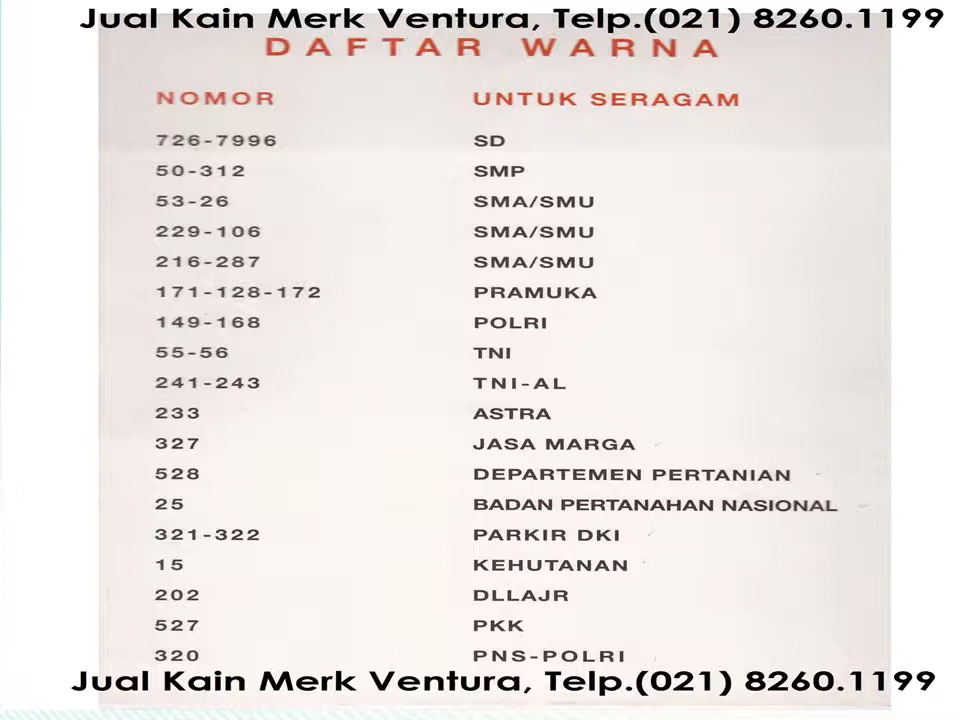 Jual Kain Merk Ventura, Telp.(021) 8260.1199
DAFTAR WARNA
NOMOR UNTUK SERAGAM
726-7996 SD
50-312 SMP
53-26 SMA/SMU
229-106 SMA/SMU
216-287 SMA/SMU
171-128-172 PRAMUKA
149-168 POLRI
55-56 TNI
241-243 TNI-AL
233 ASTRA
327 JASA MARGA
528 DEPARTEMEN PERTANIAN
25 BADAN PERTANAHAN NASIONAL
321-322 PARKIR DKI
15 KEHUTANAN
202 DLLAJR
527 PKK
320 PNS-POLRI
Jual Kain Merk Ventura, Telp.(021) 8260.1199